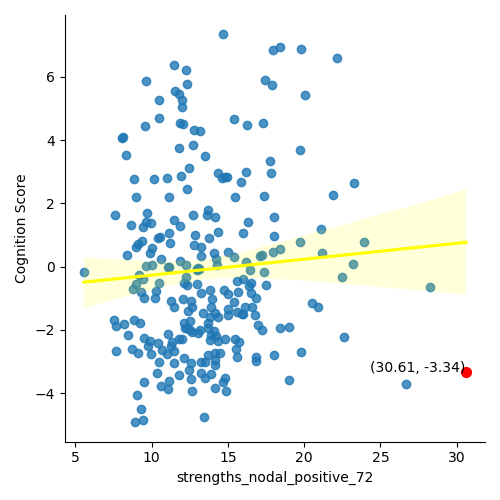 6
4
2
0
−2
−4
Cognition Score
(30.61, -3.34)
5 10 15 20 25 30
strengths_nodal_positive_72